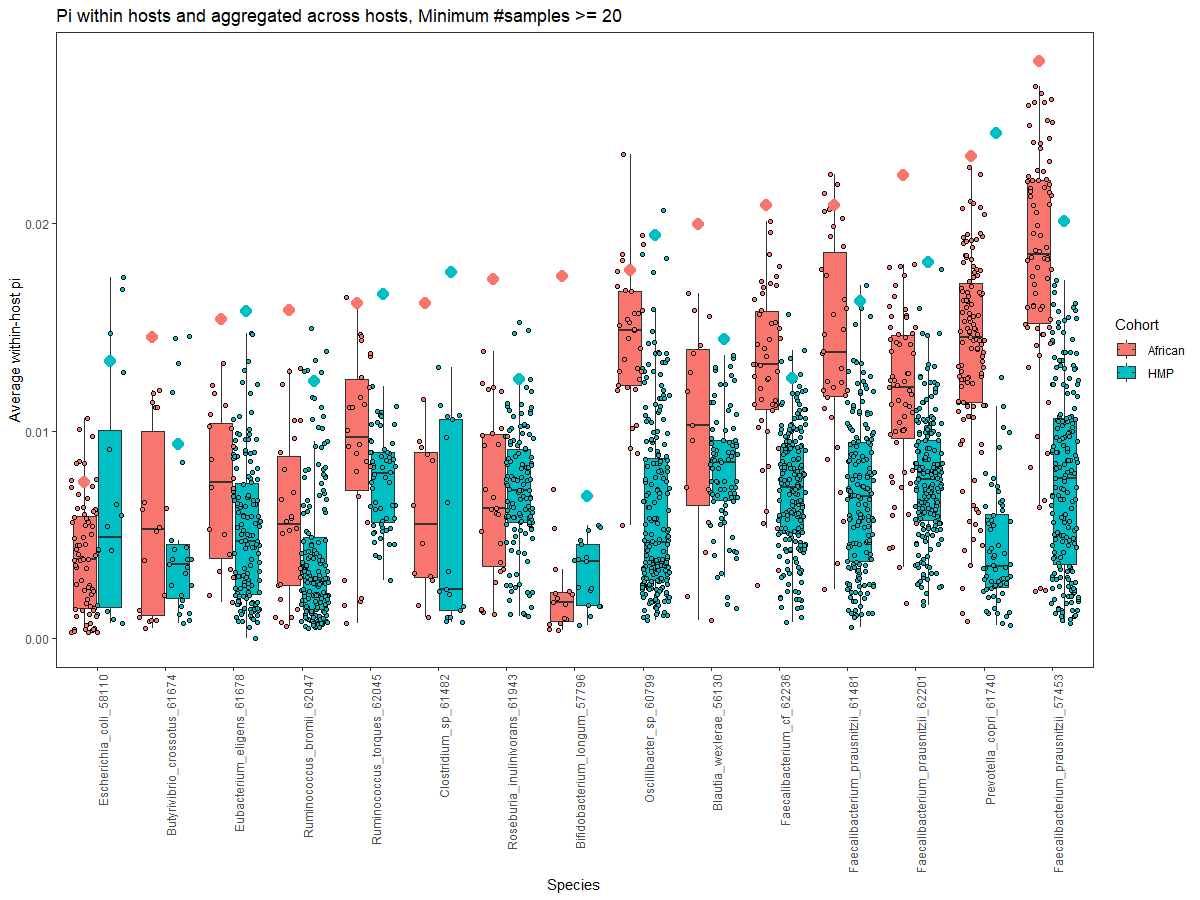 Pi within hosts and aggregated across hosts, Minimum #samples >= 20
Average within-host pi
0.02
0.01
0.00
Escherichia_coli_58110
Butyrivibrio_crossotus_61674
Eubacterium_eligens_61678
Ruminococcus_bromii_62047
Ruminococcus_torques_62045
Clostridium_sp_61482
Roseburia_inulinivorans_61943
Bifidobacterium_longum_57796
Oscillibacter_sp_60799
Blautia_wexlerae_56130
Faecalibacterium_cf_62236
Faecalibacterium_prausnitzii_61481
Faecalibacterium_prausnitzii_62201
Prevotella_copri_61740
Faecalibacterium_prausnitzii_57453
Species
Cohort
African
HMP